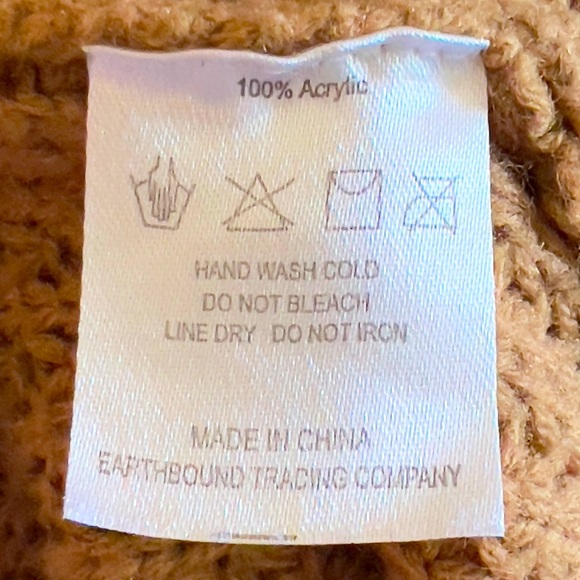 100% Acrylic
HAND WASH COLD
DO NOT BLEACH
LINE DRY DO NOT IRON
MADE IN CHINA
EARTHBOUND TRADING COMPANY